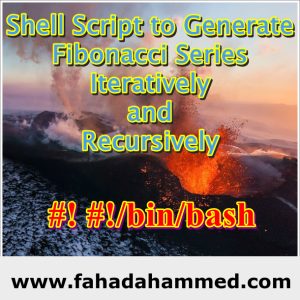 Shell Script to Generate
Fibonacci Series
Iteratively
and
Recursively
#! #!/bin/bash
www.fahadahammed.com